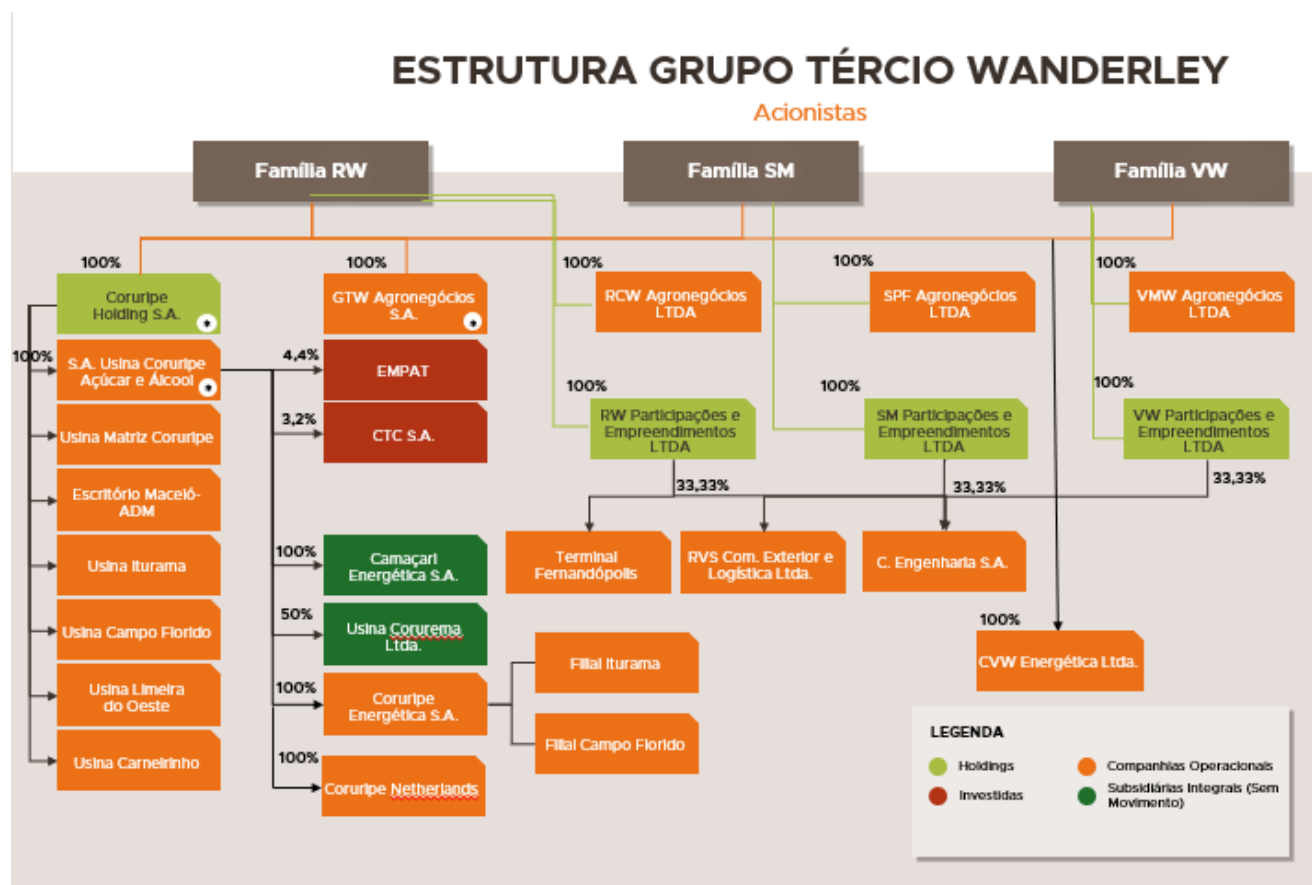 ESTRUTURA GRUPO TÉRCIO WANDERLEY
Acionistas
Família RW
Família SM
Família VW
100%
Coruripe
Holding S.A.
100%
GTW Agronegócios
S.A.
100%
RCW Agronegócios
LTDA
100%
SPF Agronegócios
LTDA
100%
VMW Agronegócios
LTDA
100%
S.A. Usina Coruripe
Açúcar e Álcool
4,4%
EMPAT
3,2%
CTC S.A.
100%
RW Participações e
Empreendimentos
LTDA
100%
SM Participações e
Empreendimentos
LTDA
100%
VW Participações e
Empreendimentos
LTDA
33,33%
33,33%
33,33%
Usina Matriz Coruripe
Escritório Maceió-
ADM
Usina Iturama
Usina Campo Florido
Usina Limeira
do Oeste
Usina Carneirinho
100%
Camaçari
Energética S.A.
50%
Usina Corurema
Ltda.
100%
Coruripe
Energética S.A.
100%
Coruripe Netherlands
Terminal
Fernandópolis
RVS Com. Exterior e
Logística Ltda.
C. Engenharia S.A.
Filial Iturama
Filial Campo Florido
100%
CVW Energética Ltda.
LEGENDA
Holdings
Companhias Operacionais
Investidas
Subsidiárias Integrais (Sem
Movimento)